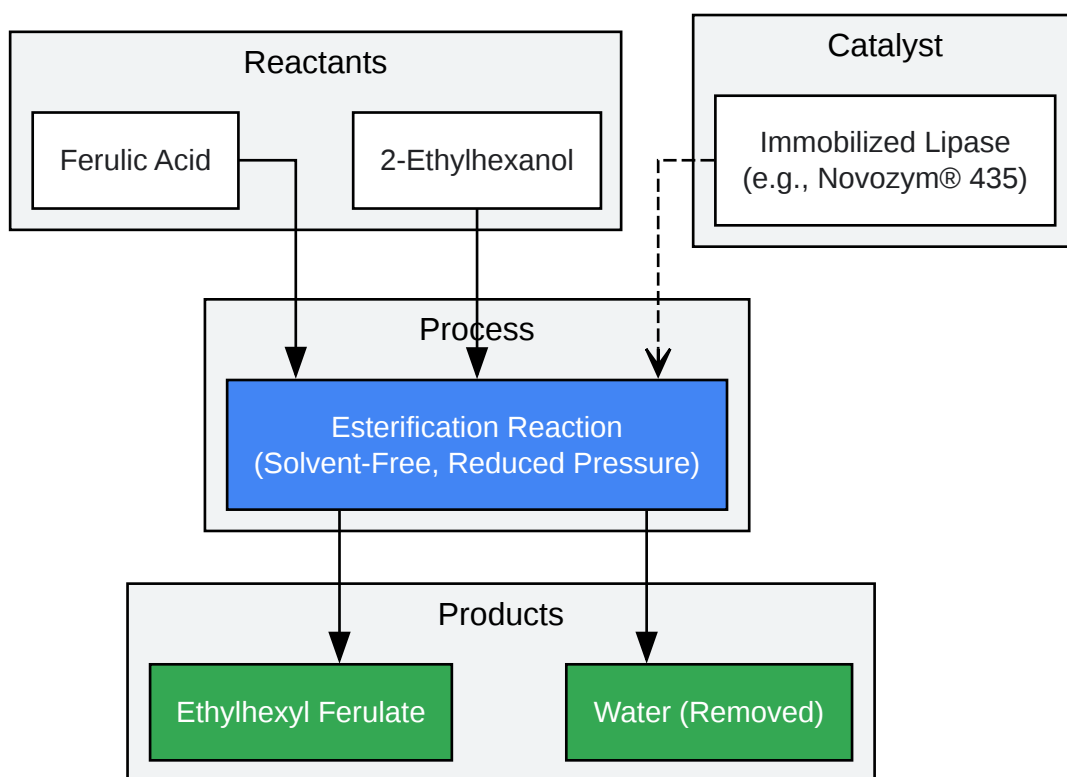 Reactants
Catalyst
Ferulic Acid
2-Ethylhexanol
Immobilized Lipase
(e.g., Novozym® 435)
Process
Esterification Reaction
(Solvent-Free, Reduced Pressure)
Products
Ethylhexyl Ferulate
Water (Removed)